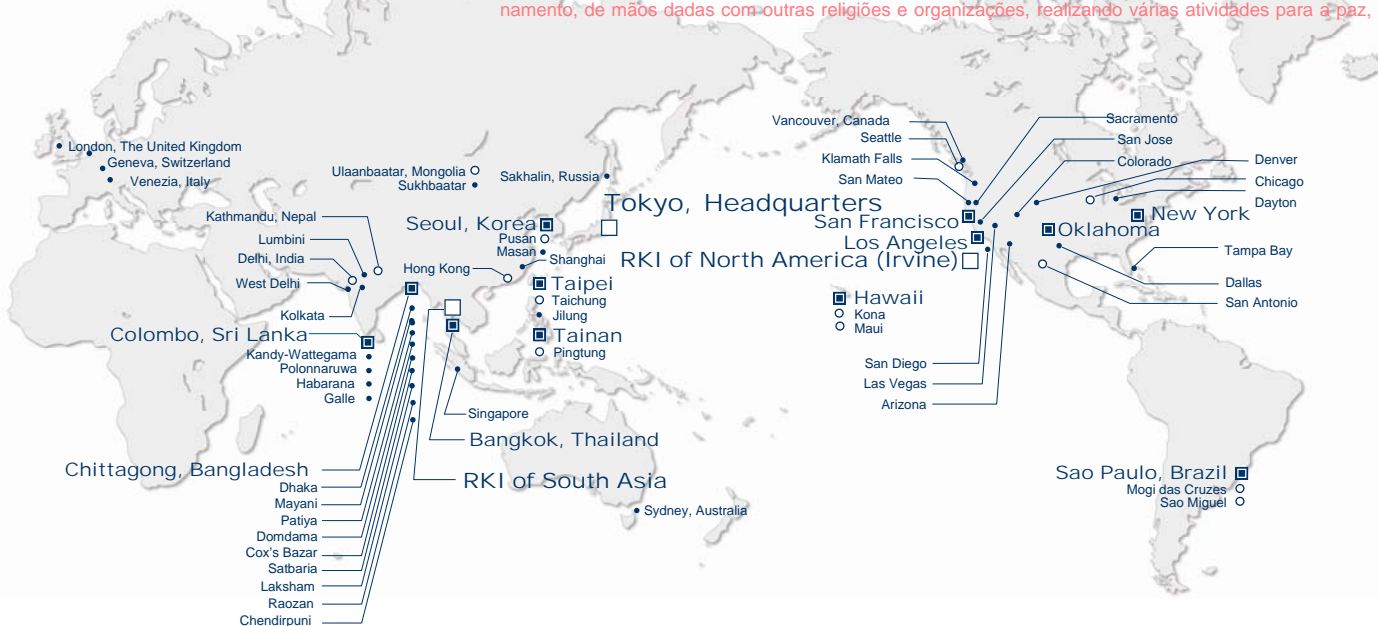 namento, de mãos dadas com outras religiões e organizações, realizando várias atividades para a paz,
London, The United Kingdom
Geneva, Switzerland
Venezia, Italy
Ulaanbaatar, Mongolia
Sukhbaatar
Sakhalin, Russia
Tokyo, Headquarters
Seoul, Korea
Pusan
Masan
Shanghai
Hong Kong
Kathmandu, Nepal
Lumbini
Delhi, India
West Delhi
Kolkata
Colombo, Sri Lanka
Kandy-Wattegama
Polonnaruwa
Habarana
Galle
Taipei
Taichung
Jilung
Tainan
Pingtung
Singapore
Bangkok, Thailand
RKI of South Asia
Chittagong, Bangladesh
Dhaka
Mayani
Patiya
Domdama
Cox's Bazar
Satbaria
Laksham
Raozan
Chendirpuni
Sydney, Australia
Vancouver, Canada
Seattle
Klamath Falls
San Mateo
San Francisco
Los Angeles
RKI of North America (Irvine)
Hawaii
Kona
Maui
San Diego
Las Vegas
Arizona
Sacramento
San Jose
Colorado
Denver
Chicago
Dayton
New York
Oklahoma
Tampa Bay
Dallas
San Antonio
Sao Paulo, Brazil
Mogi das Cruzes
Sao Miguel